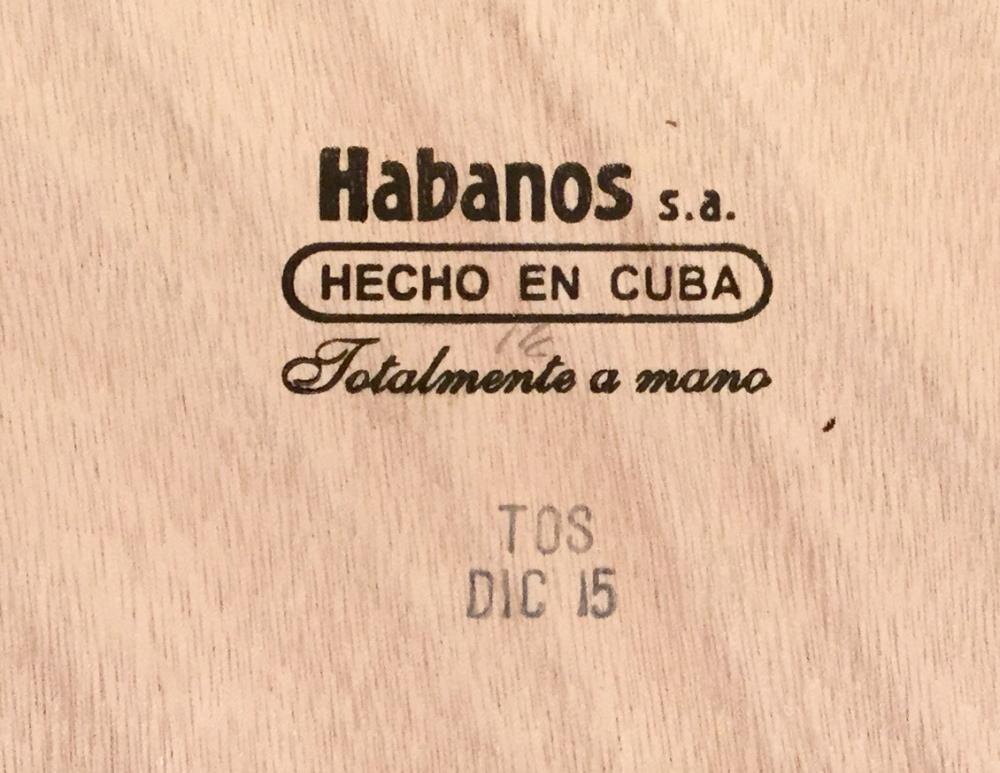 Habanos s.a.
HECHO EN CUBA
Totalmente a mano
TOS
DIC 15